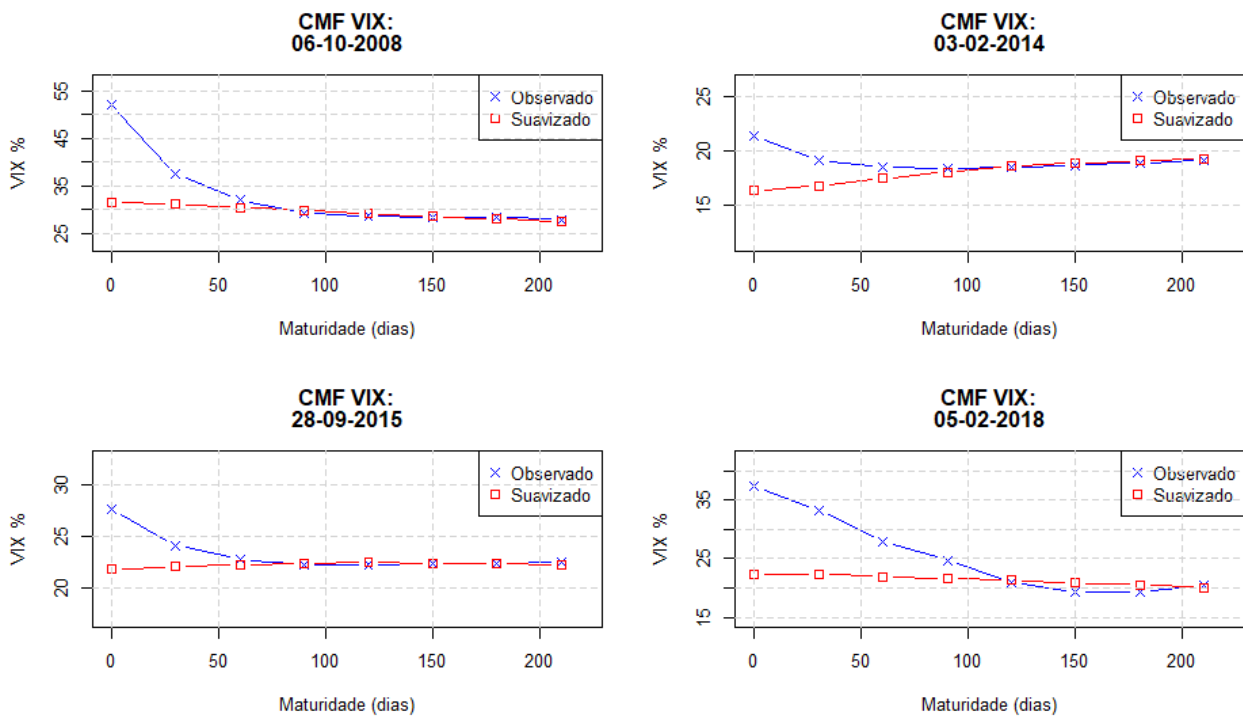 CMF VIX:
06-10-2008
VIX %
55
45
35
25
Observado
Suavizado
0 50 100 150 200
Maturidade (dias)
CMF VIX:
03-02-2014
VIX %
25
20
15
Observado
Suavizado
0 50 100 150 200
Maturidade (dias)
CMF VIX:
28-09-2015
VIX %
30
25
20
Observado
Suavizado
0 50 100 150 200
Maturidade (dias)
CMF VIX:
05-02-2018
VIX %
35
25
15
Observado
Suavizado
0 50 100 150 200
Maturidade (dias)